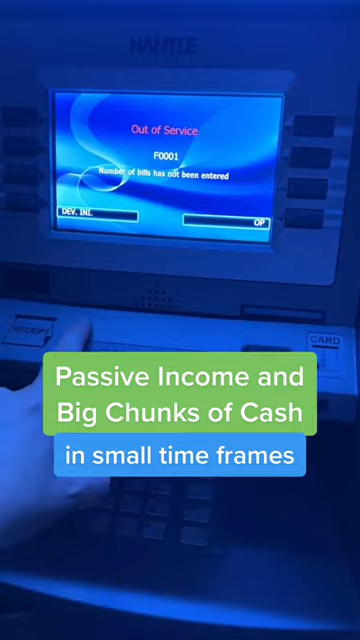 HANTLE
Out of Service
F0001
Number of bills has not been entered
DEV. INI.
OP
RECEIPT
CARD
Passive Income and
Big Chunks of Cash
in small time frames